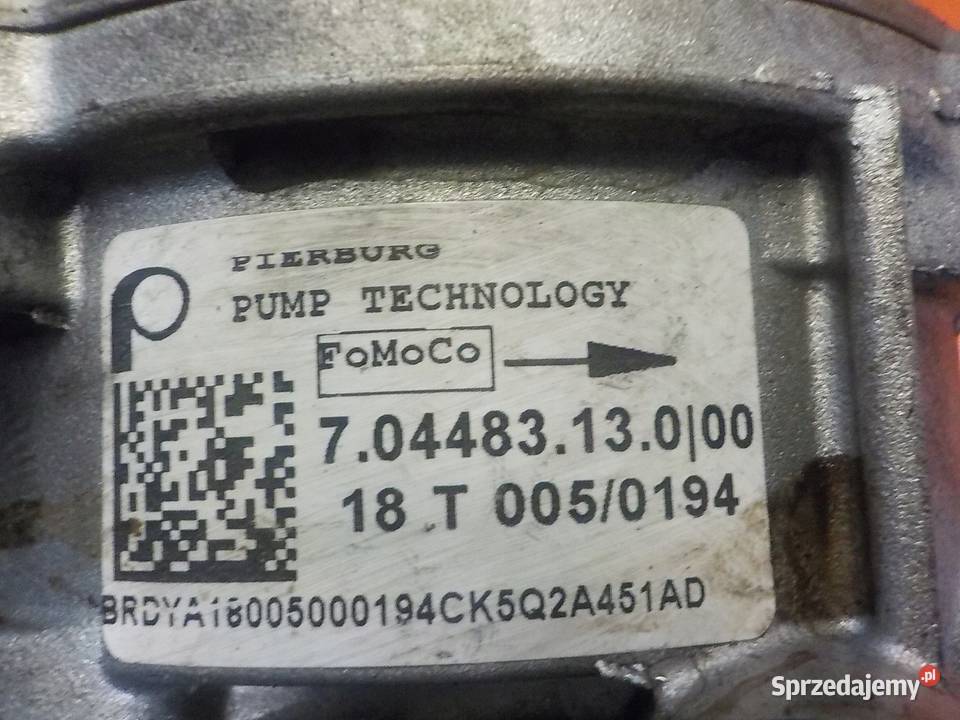 PIERBURG
PUMP TECHNOLOGY
FoMoCo
7.04483.13.0|00
18 T 005/0194
BRDYA18005000194CK5Q2A451AD
Sprzedajemy.pl